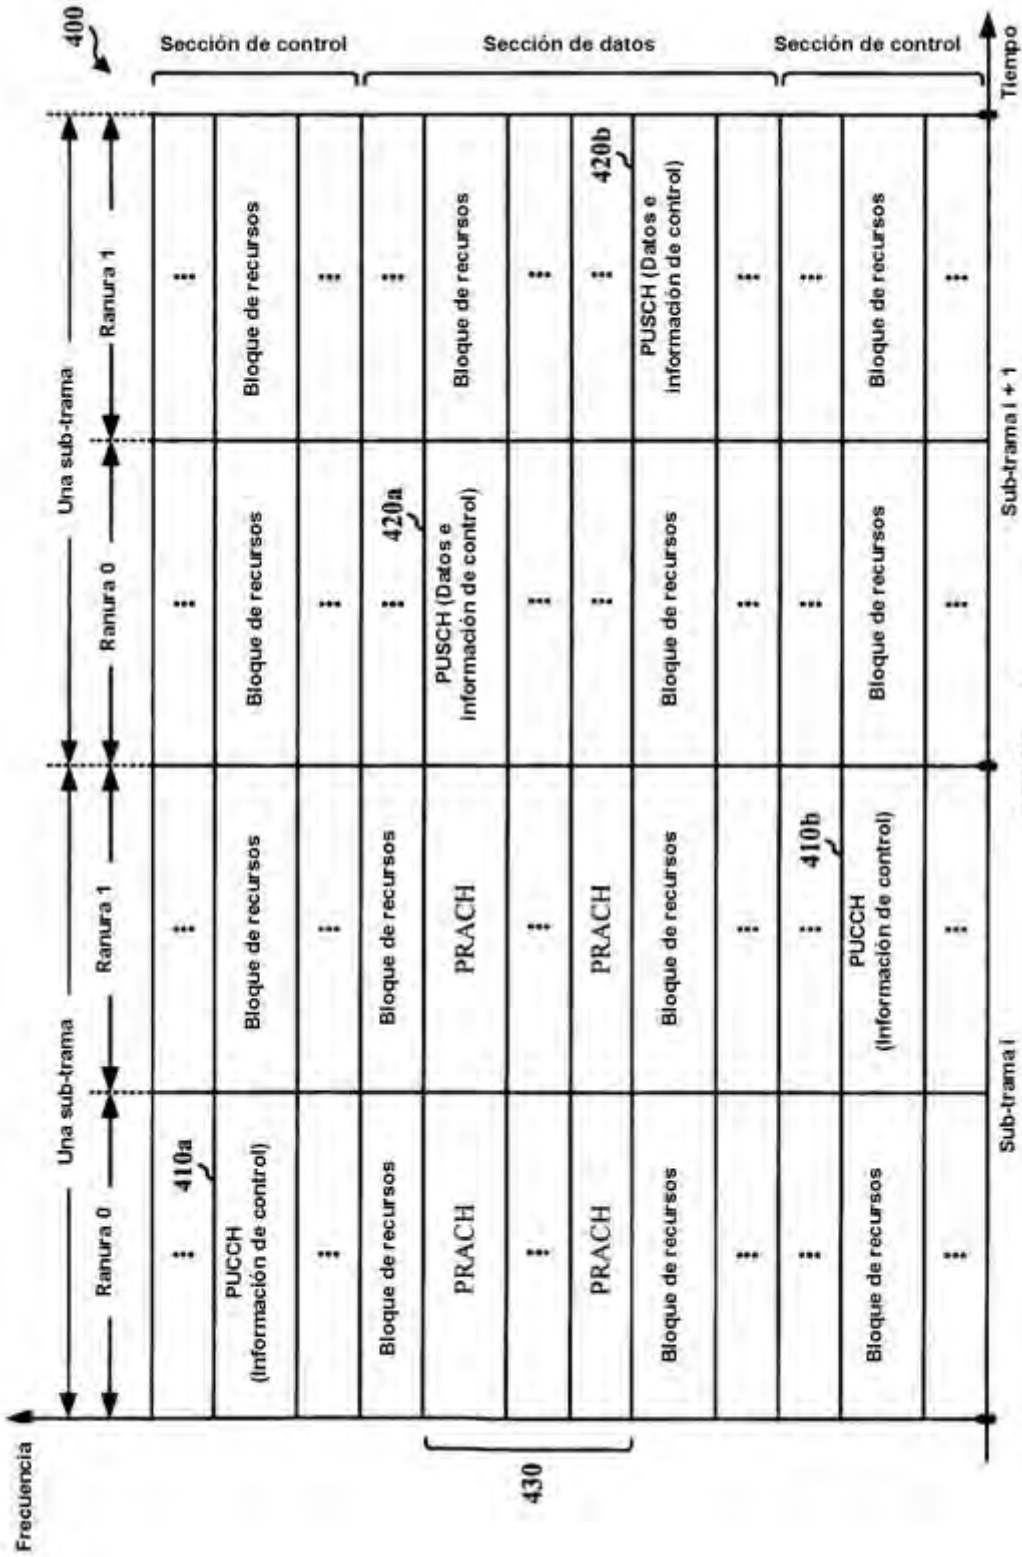 Frecuencia
400
Una sub-trama
Una sub-trama
Ranura 0
Ranura 1
Ranura 0
Ranura 1
Sección de control
410a
PUCCH
(Información de control)
Bloque de recursos
Bloque de recursos
Bloque de recursos
Bloque de recursos
Bloque de recursos
420a
Sección de datos
430
PRACH
PRACH
PUSCH (Datos e
información de control)
Bloque de recursos
PRACH
PRACH
420b
Bloque de recursos
Bloque de recursos
Bloque de recursos
PUSCH (Datos e
información de control)
410b
Sección de control
Bloque de recursos
PUCCH
(Información de control)
Bloque de recursos
Bloque de recursos
Sub-trama i
Sub-trama i + 1
Tiempo